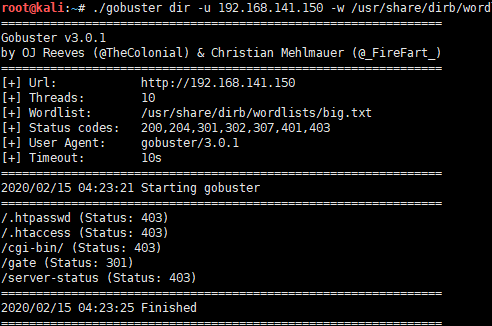 root@kali:~# ./gobuster dir -u 192.168.141.150 -w /usr/share/dirb/wordl
===============================================================
Gobuster v3.0.1
by OJ Reeves (@TheColonial) & Christian Mehlmauer (@_FireFart_)
===============================================================
[+] Url:            http://192.168.141.150
[+] Threads:        10
[+] Wordlist:       /usr/share/dirb/wordlists/big.txt
[+] Status codes:   200,204,301,302,307,401,403
[+] User Agent:     gobuster/3.0.1
[+] Timeout:        10s
===============================================================
2020/02/15 04:23:21 Starting gobuster
===============================================================
/.htpasswd (Status: 403)
/.htaccess (Status: 403)
/cgi-bin/ (Status: 403)
/gate (Status: 301)
/server-status (Status: 403)
===============================================================
2020/02/15 04:23:25 Finished
===============================================================